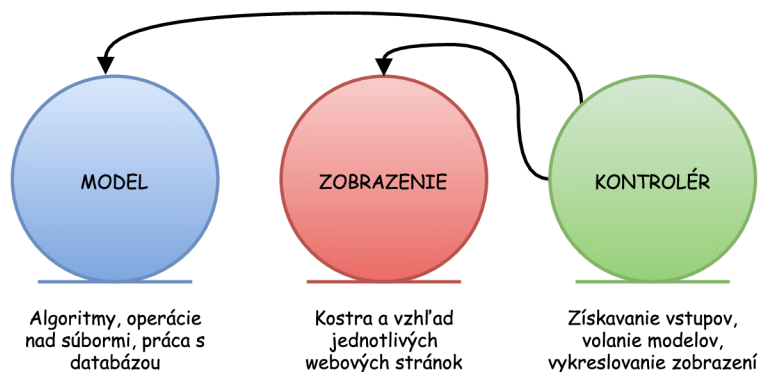 MODEL
ZOBRAZENIE
KONTROLÉR
Algoritmy, operácie
nad súbormi, práca s
databázou
Kostra a vzhľad
jednotlivých
webových stránok
Získavanie vstupov,
volanie modelov,
vykreslovanie zobrazení